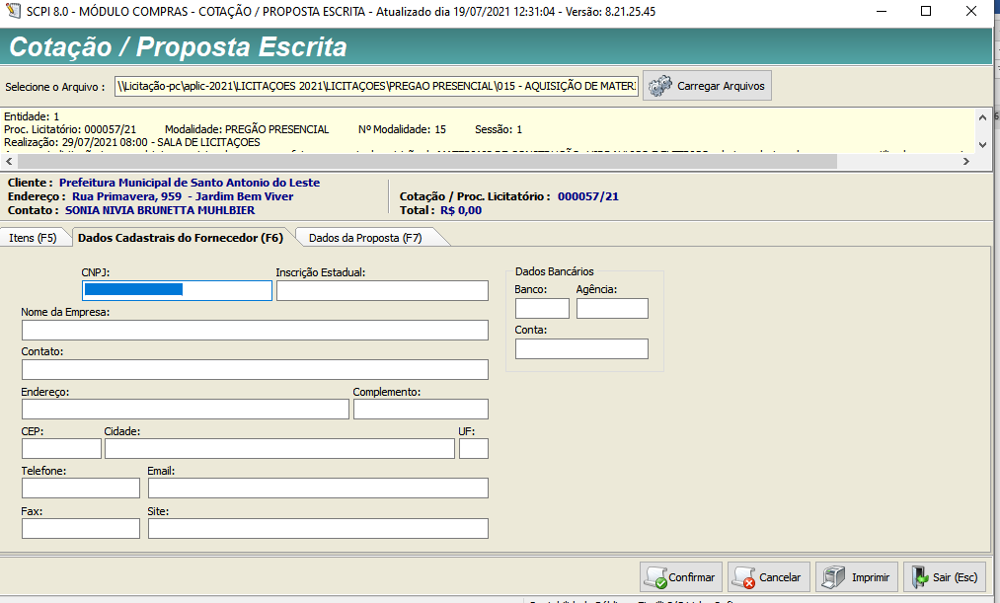 SCPI 8.0 - MÓDULO COMPRAS - COTAÇÃO / PROPOSTA ESCRITA - Atualizado dia 19/07/2021 12:31:04 - Versão: 8.21.25.45
Cotação / Proposta Escrita
Selecione o Arquivo : \\Licitação-pc\aplic-2021\LICITAÇOES 2021\LICITAÇOES\PREGAO PRESENCIAL\015 - AQUISIÇÃO DE MATER Carregar Arquivos
Entidade: 1
Proc. Licitatório: 000057/21 Modalidade: PREGÃO PRESENCIAL Nº Modalidade: 15 Sessão: 1
Realização: 29/07/2021 08:00 - SALA DE LICITAÇOES
Cliente : Prefeitura Municipal de Santo Antonio do Leste
Endereço : Rua Primavera, 959 - Jardim Bem Viver Cotação / Proc. Licitatório : 000057/21
Contato : SONIA NIVIA BRUNETTA MUHLBIER Total : R$ 0,00
Itens (F5) Dados Cadastrais do Fornecedor (F6) Dados da Proposta (F7)
CNPJ: Inscrição Estadual: Dados Bancários
Banco: Agência:
Nome da Empresa:
Conta:
Contato:
Endereço: Complemento:
CEP: Cidade: UF:
Telefone: Email:
Fax: Site:
Confirmar Cancelar Imprimir Sair (Esc)